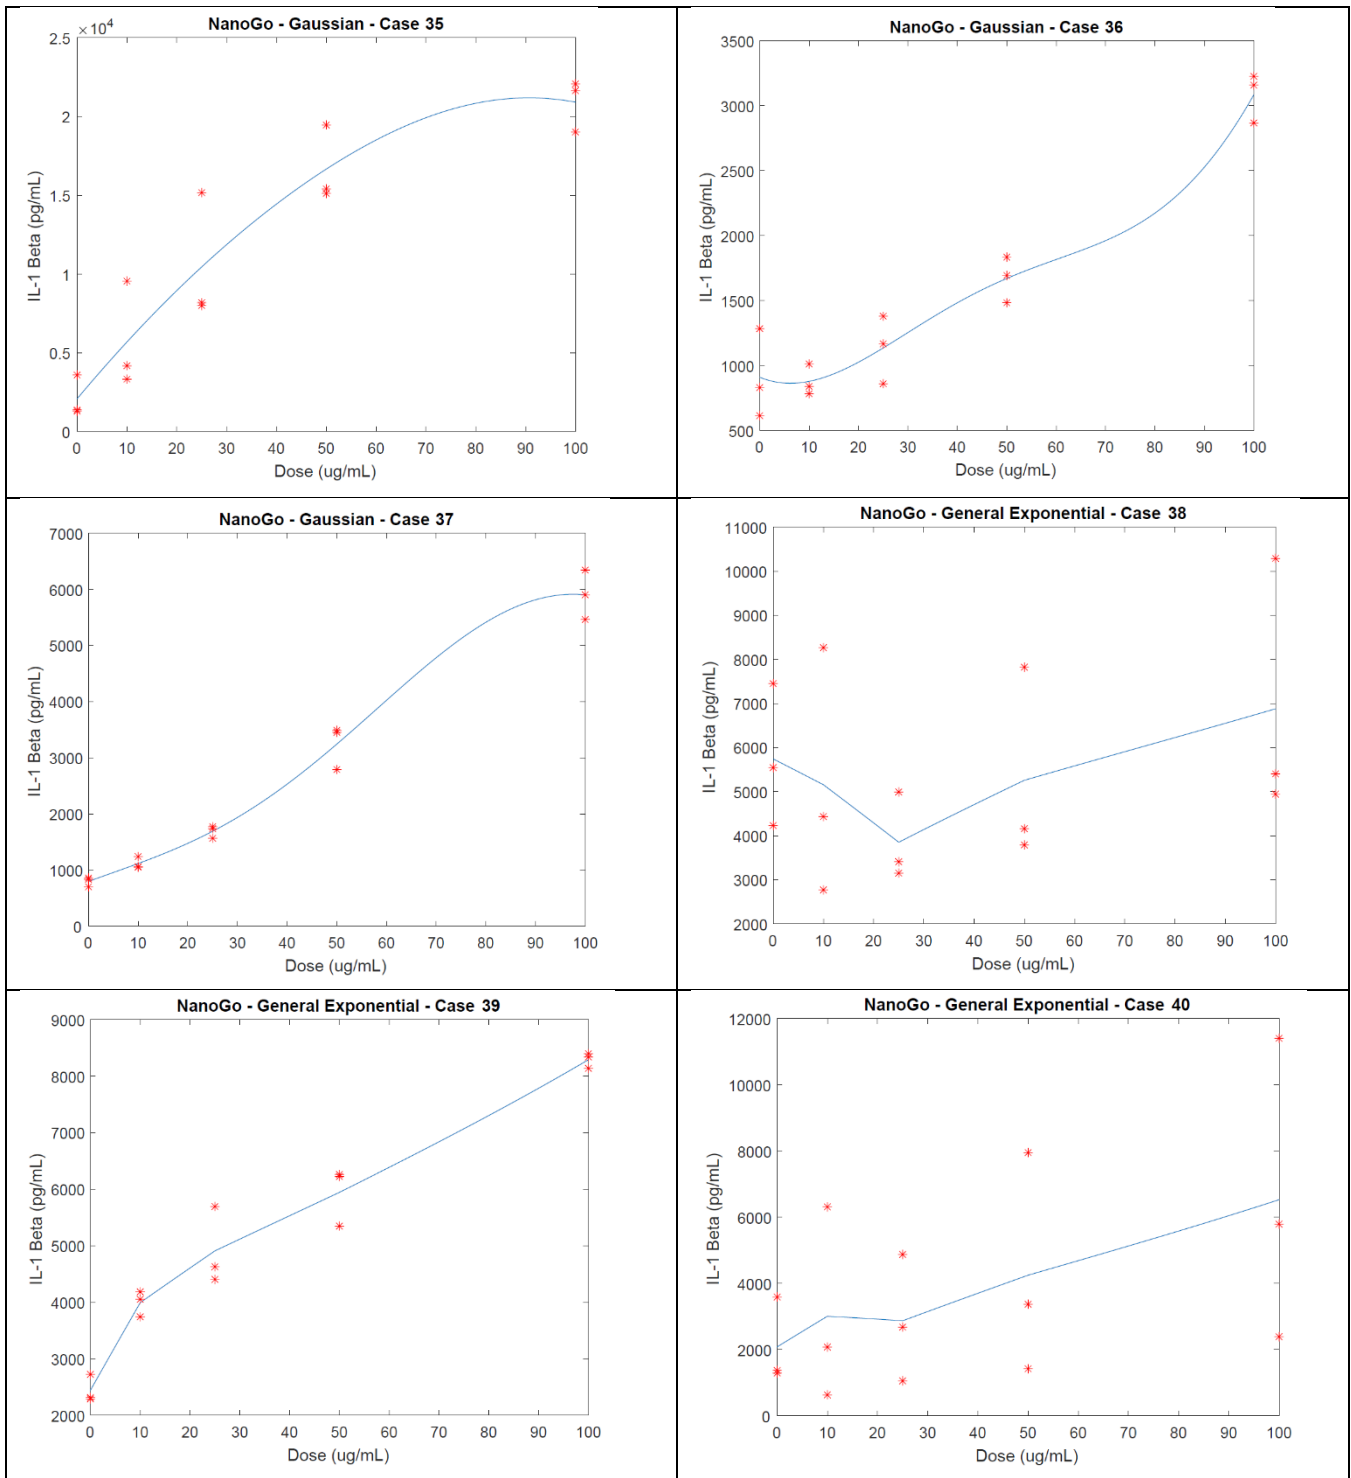 NanoGo - Gaussian - Case 35
×10⁴
2.5
2
1.5
1
0.5
0
IL-1 Beta (pg/mL)
0 10 20 30 40 50 60 70 80 90 100
Dose (ug/mL)
NanoGo - Gaussian - Case 36
3500
3000
2500
2000
1500
1000
500
IL-1 Beta (pg/mL)
0 10 20 30 40 50 60 70 80 90 100
Dose (ug/mL)
NanoGo - Gaussian - Case 37
7000
6000
5000
4000
3000
2000
1000
0
IL-1 Beta (pg/mL)
0 10 20 30 40 50 60 70 80 90 100
Dose (ug/mL)
NanoGo - General Exponential - Case 38
11000
10000
9000
8000
7000
6000
5000
4000
3000
2000
IL-1 Beta (pg/mL)
0 10 20 30 40 50 60 70 80 90 100
Dose (ug/mL)
NanoGo - General Exponential - Case 39
9000
8000
7000
6000
5000
4000
3000
2000
IL-1 Beta (pg/mL)
0 10 20 30 40 50 60 70 80 90 100
Dose (ug/mL)
NanoGo - General Exponential - Case 40
12000
10000
8000
6000
4000
2000
0
IL-1 Beta (pg/mL)
0 10 20 30 40 50 60 70 80 90 100
Dose (ug/mL)